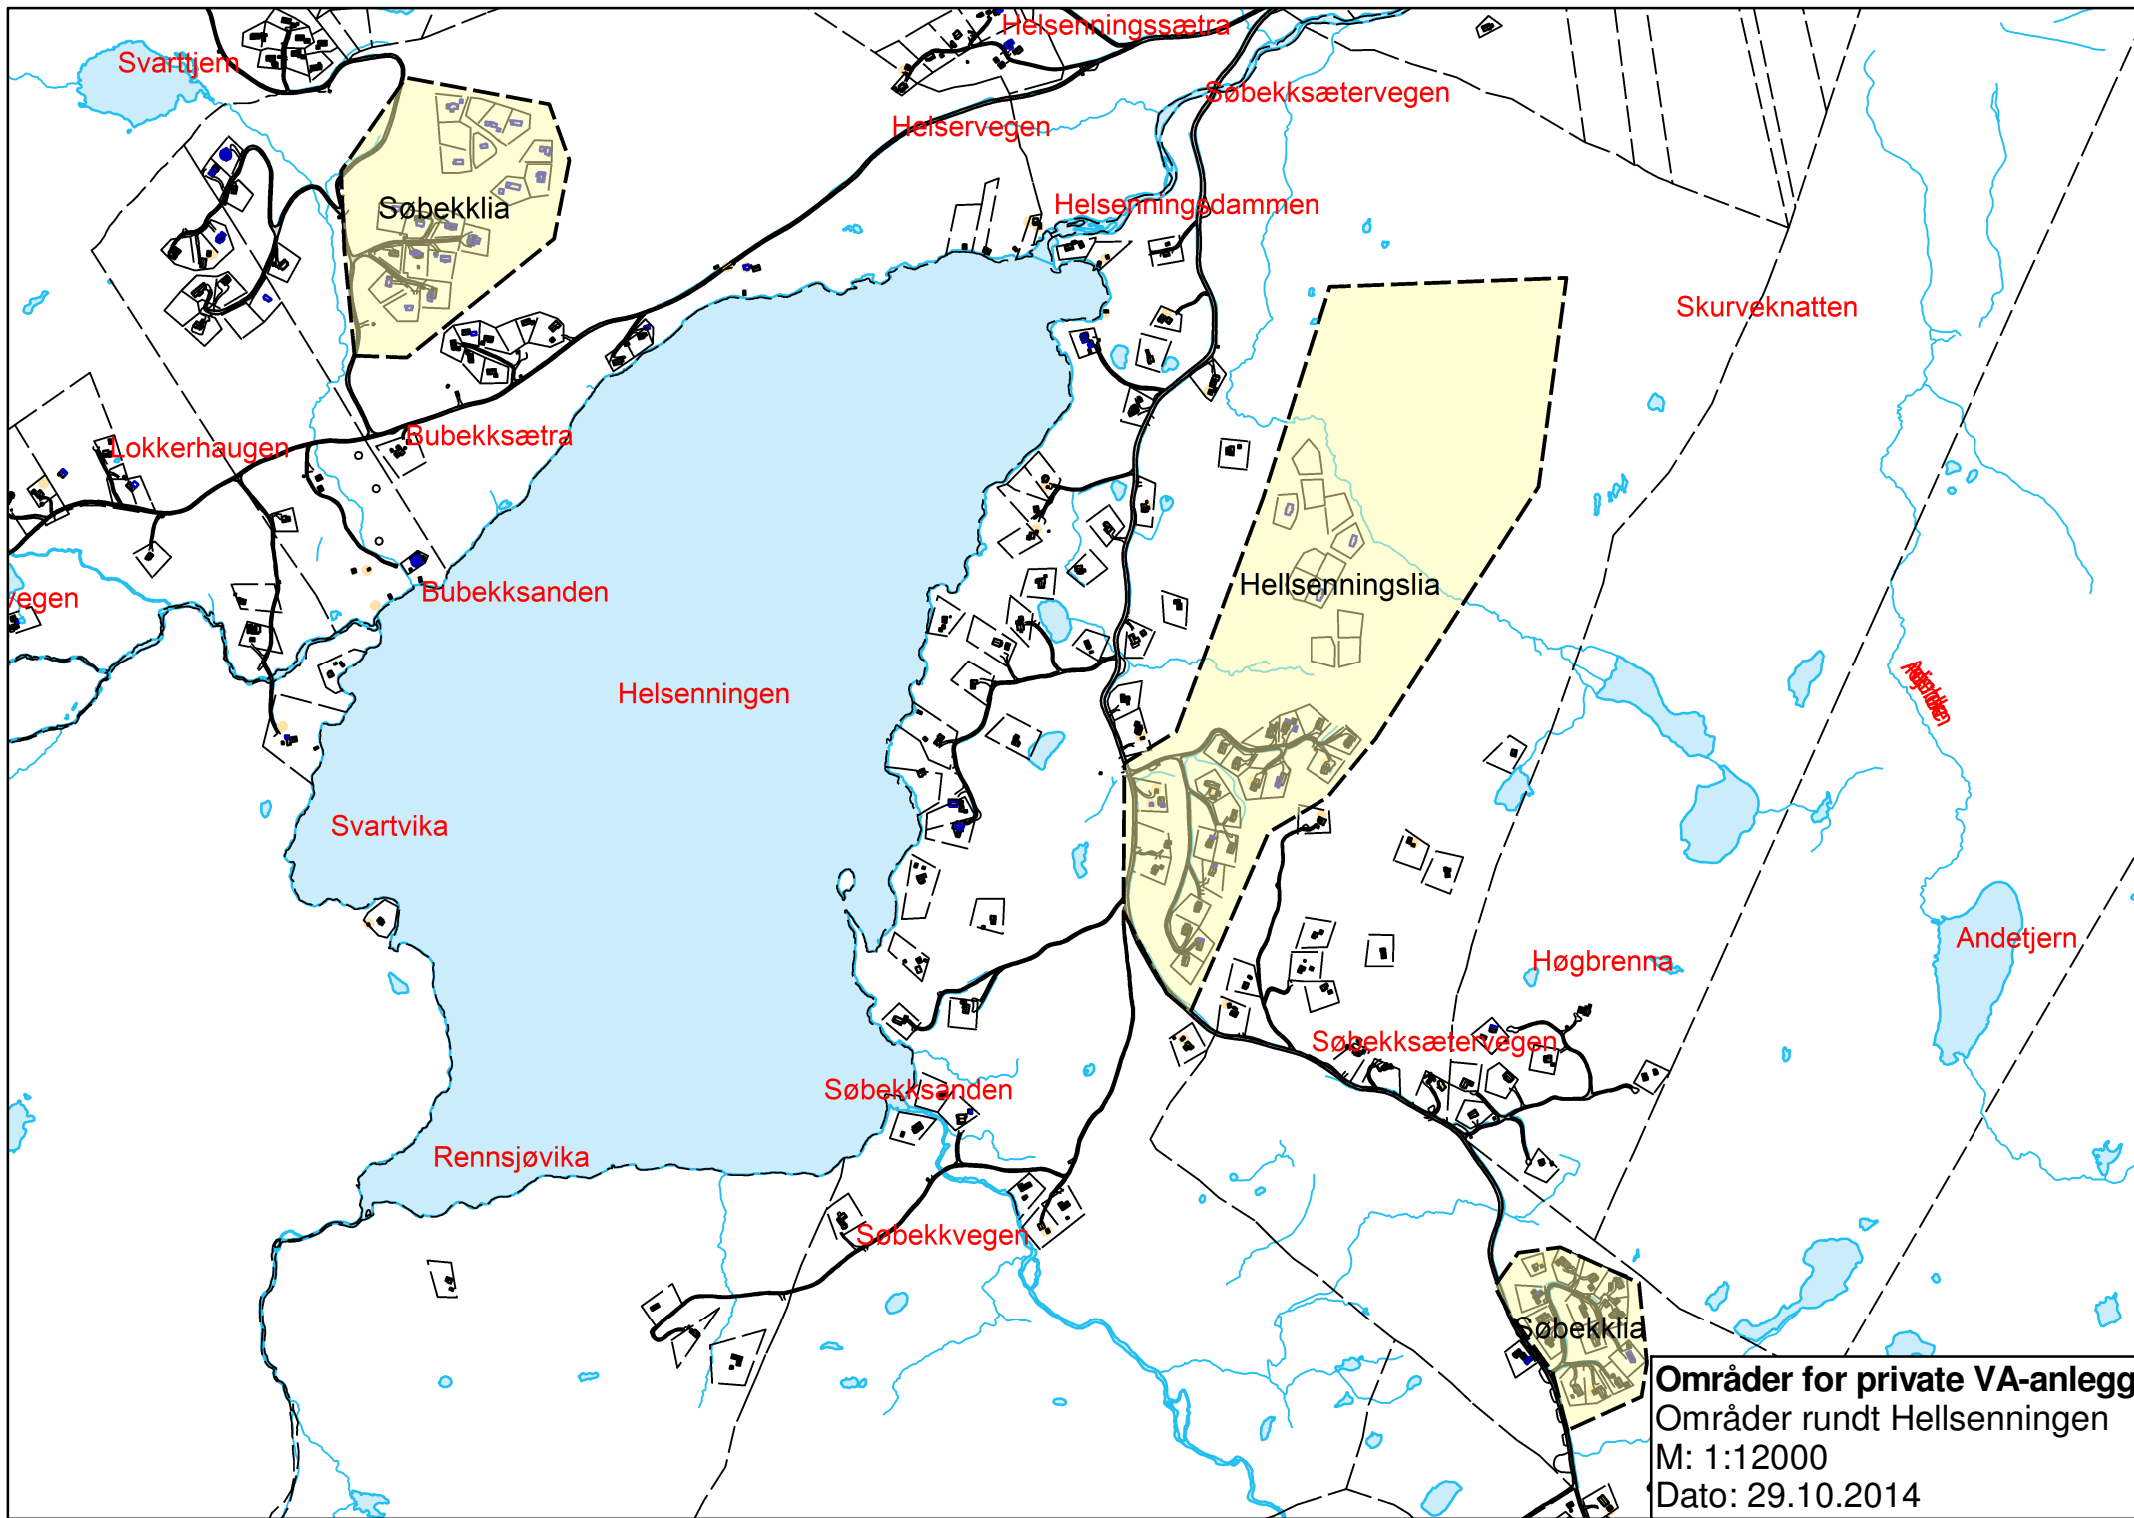 Helsenningssætra
Svarttjern
Søbekksætervegen
Helservegen
Søbekklia
Helsenningsdammen
Skurveknatten
Lokkerhaugen
Bubekksætra
Hellsenningslia
Bubekksanden
vegen
Helsenningen
Svartvika
Andetjern
Høgbrenna
Søbekksætervegen
Søbekksanden
Rennsjøvika
Søbekkvegen
Søbekklia
Områder for private VA-anlegg
Områder rundt Hellsenningen
M: 1:12000
Dato: 29.10.2014